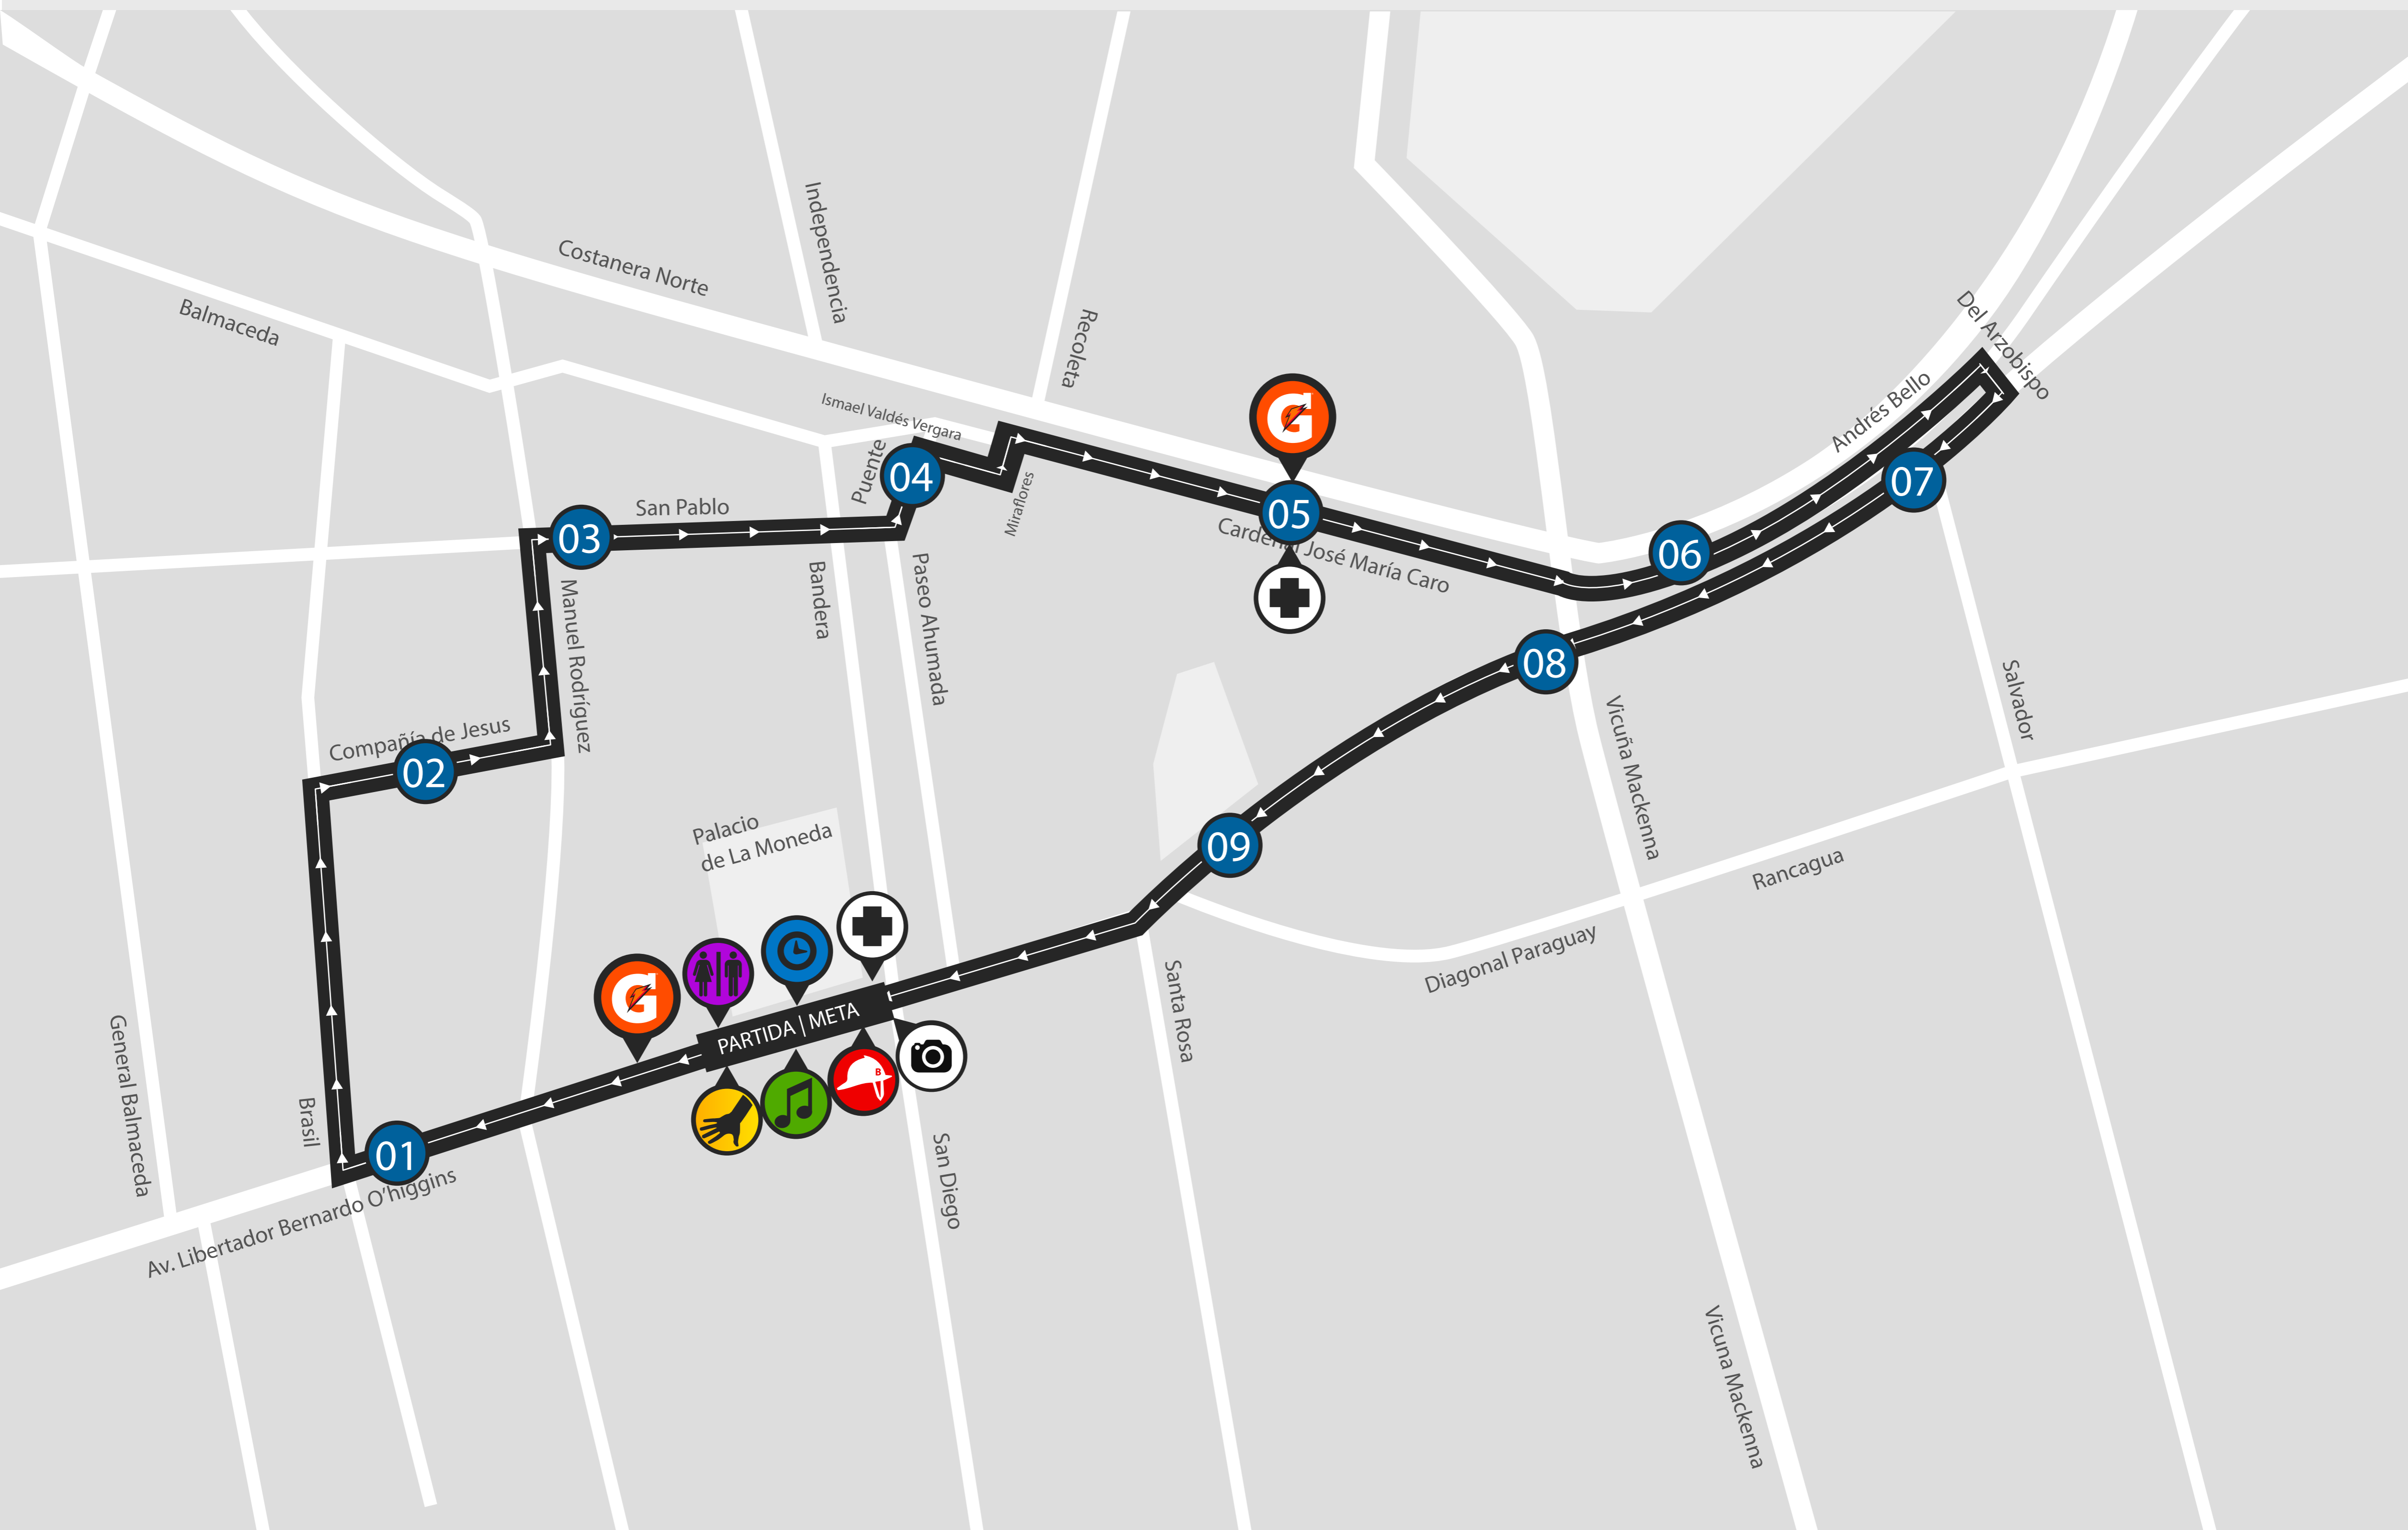 Independencia
Costanera Norte
Balmaceda
Recoleta
Del Arzobispo
Andrés Bello
Ismael Valdés Vergara
Puente
Miraflores
G
04
05
07
San Pablo
03
06
Cardenal José María Caro
Manuel Rodríguez
Bandera
Paseo Ahumada
08
Salvador
Vicuña Mackenna
Compañía de Jesus
02
Palacio
de La Moneda
09
Rancagua
Diagonal Paraguay
Santa Rosa
G
PARTIDA | META
B
General Balmaceda
Brasil
01
Av. Libertador Bernardo O'higgins
San Diego
Vicuna Mackenna